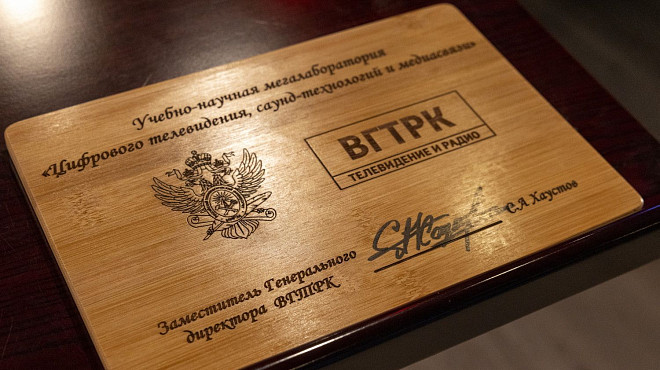 Учебно-научная мегалаборатория
«Цифрового телевидения, саунд-технологий и медиасвязи»
ВГТРК
ТЕЛЕВИДЕНИЕ И РАДИО
Заместитель Генерального
директора ВГТРК
С.А Хаустов